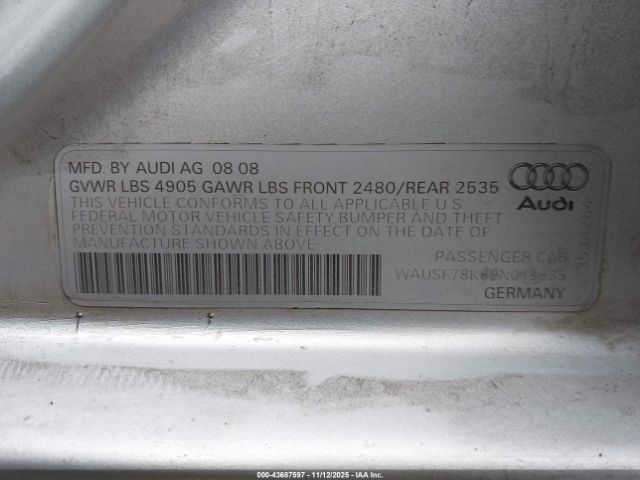 MFD. BY AUDI AG 08 08
GVWR LBS 4905 GAWR LBS FRONT 2480/REAR 2535
THIS VEHICLE CONFORMS TO ALL APPLICABLE U S
FEDERAL MOTOR VEHICLE SAFETY, BUMPER AND THEFT
PREVENTION STANDARDS IN EFFECT ON THE DATE OF
MANUFACTURE SHOWN ABOVE
PASSENGER CAR
GERMANY
Audi
000-43687597 - 11/12/2025 - IAAI.COM